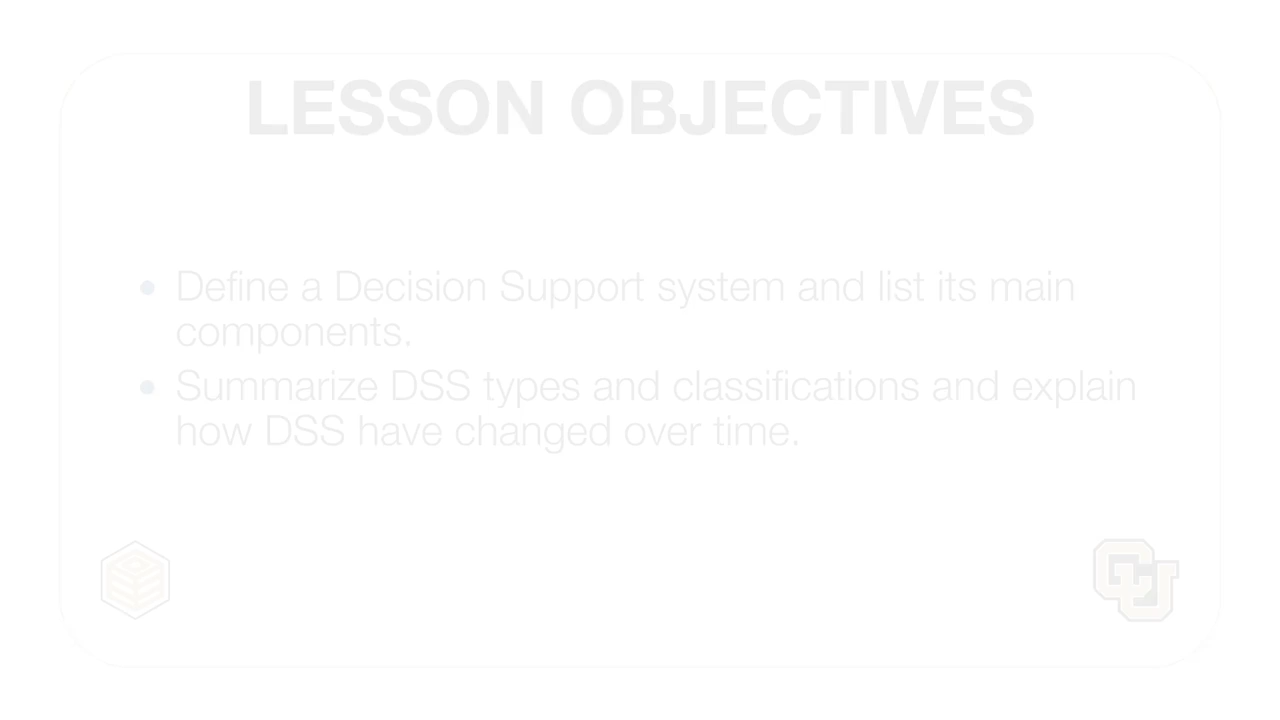 LESSON OBJECTIVES
• Define a Decision Support system and list its main
components.
• Summarize DSS types and classifications and explain
how DSS have changed over time.
CU